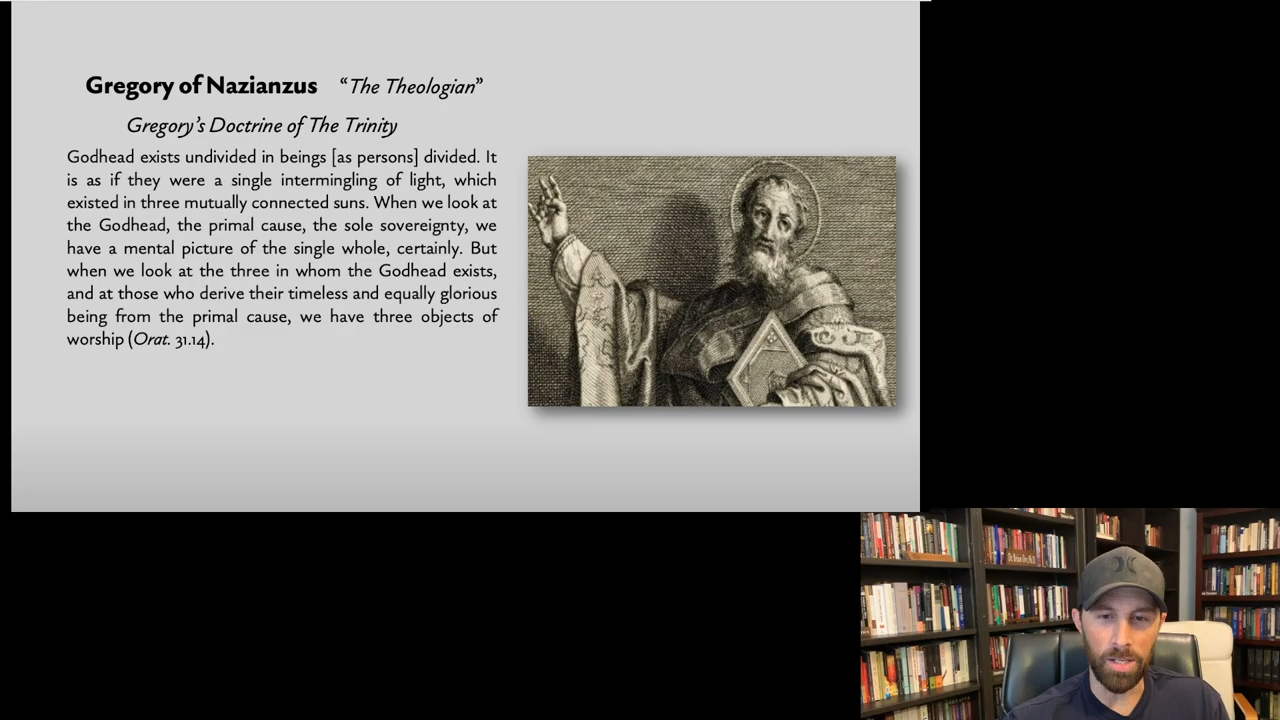 Gregory of Nazianzus “The Theologian”
Gregory’s Doctrine of The Trinity
Godhead exists undivided in beings [as persons] divided. It
is as if they were a single intermingling of light, which
existed in three mutually connected suns. When we look at
the Godhead, the primal cause, the sole sovereignty, we
have a mental picture of the single whole, certainly. But
when we look at the three in whom the Godhead exists,
and at those who derive their timeless and equally glorious
being from the primal cause, we have three objects of
worship (Orat. 31.14).